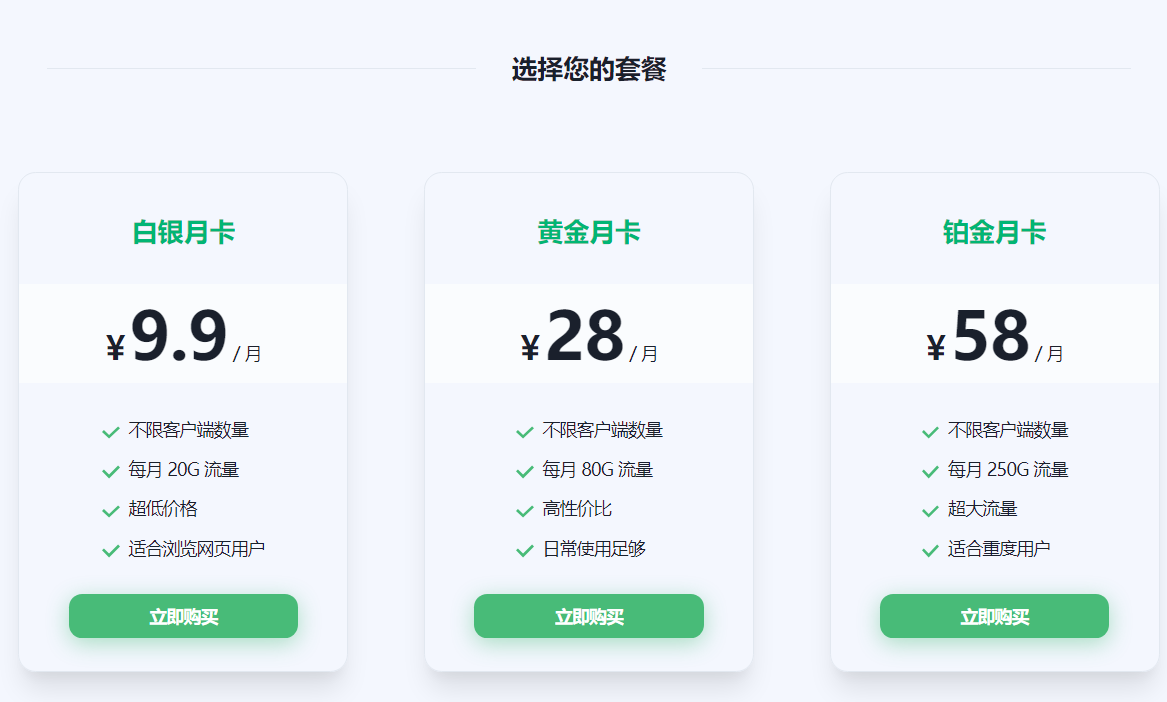 选择您的套餐
白银月卡
¥9.9 / 月
不限客户端数量
每月 20G 流量
超低价格
适合浏览网页用户
立即购买
黄金月卡
¥28 / 月
不限客户端数量
每月 80G 流量
高性价比
日常使用足够
立即购买
铂金月卡
¥58 / 月
不限客户端数量
每月 250G 流量
超大流量
适合重度用户
立即购买